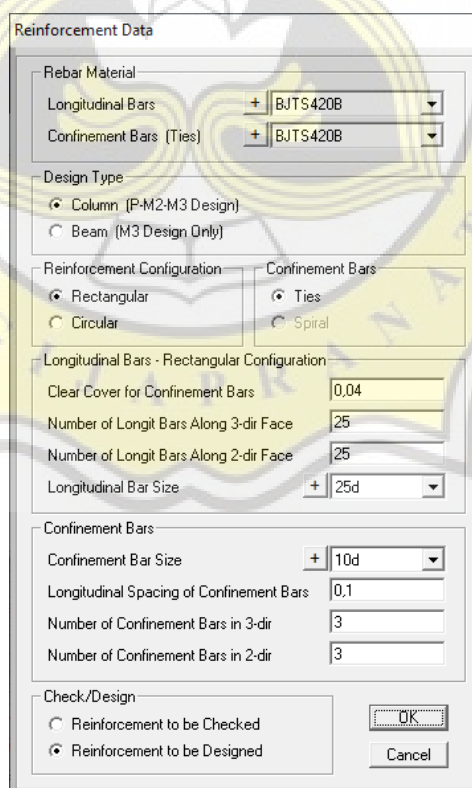 Reinforcement Data
Rebar Material
Longitudinal Bars + BJTS420B
Confinement Bars (Ties) + BJTS420B
Design Type
Column (P-M2-M3 Design)
Beam (M3 Design Only)
Reinforcement Configuration
Rectangular
Circular
Confinement Bars
Ties
Spiral
Longitudinal Bars - Rectangular Configuration
Clear Cover for Confinement Bars 0,04
Number of Longit Bars Along 3-dir Face 25
Number of Longit Bars Along 2-dir Face 25
Longitudinal Bar Size + 25d
Confinement Bars
Confinement Bar Size + 10d
Longitudinal Spacing of Confinement Bars 0,1
Number of Confinement Bars in 3-dir 3
Number of Confinement Bars in 2-dir 3
Check/Design
Reinforcement to be Checked
Reinforcement to be Designed
OK
Cancel